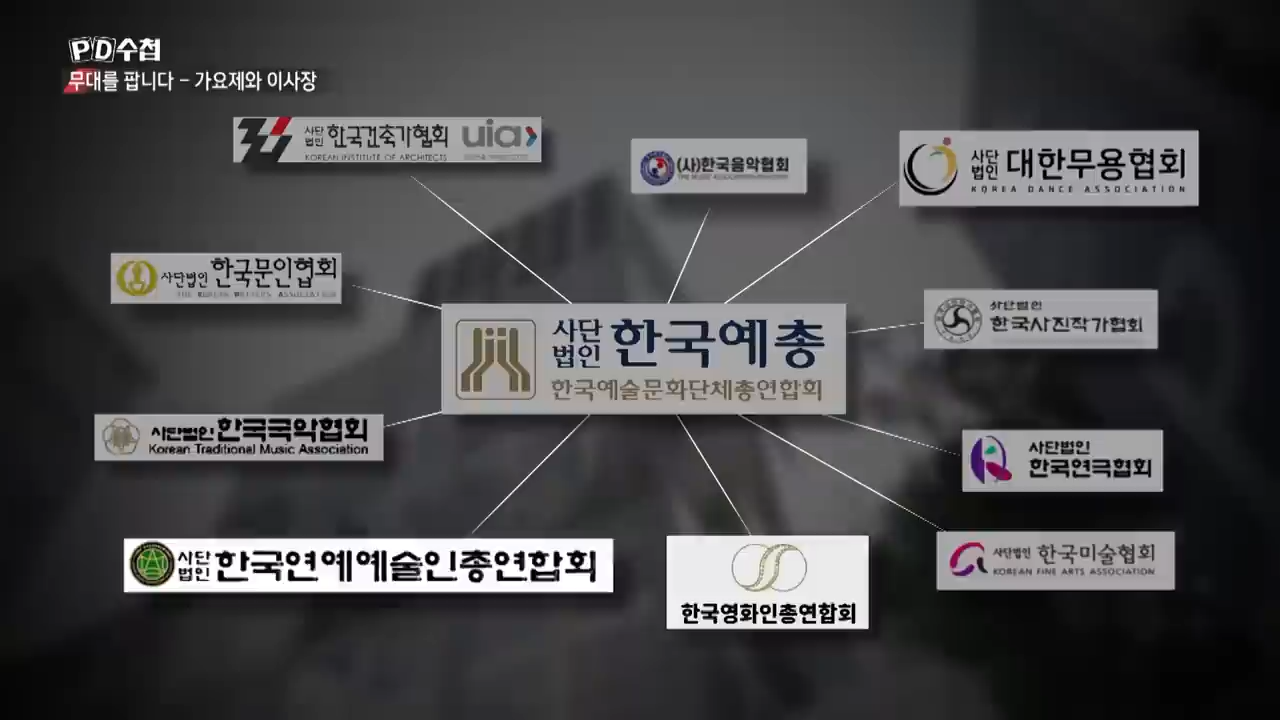 PD수첩
무대를 팝니다 - 가요제와 이사장
사단법인 한국건축가협회 uia
KOREAN INSTITUTE OF ARCHITECTS
(사)한국음악협회
사단법인 대한무용협회
KOREA DANCE ASSOCIATION
사단법인 한국문인협회
THE KOREAN WRITERS ASSOCIATION
사단법인
한국사진작가협회
사단법인 한국예총
한국예술문화단체총연합회
사단법인 한국국악협회
Korean Traditional Music Association
사단법인
한국연극협회
사단법인 한국연예예술인총연합회
한국영화인총연합회
사단법인 한국미술협회
KOREAN FINE ARTS ASSOCIATION